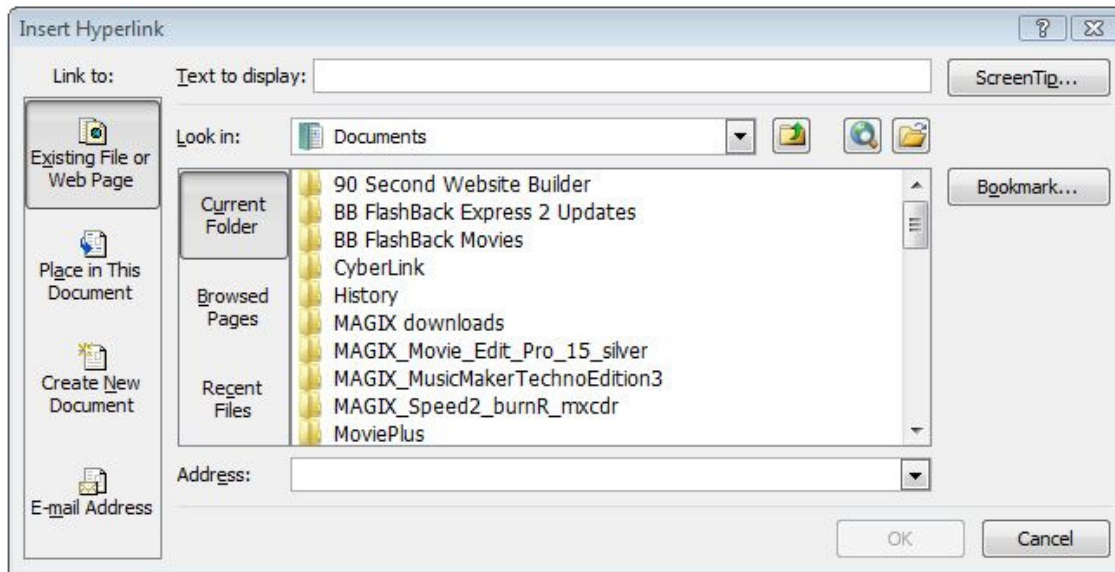 Insert Hyperlink
Link to:
Text to display:
ScreenTip...
Existing File or
Web Page
Place in This
Document
Create New
Document
E-mail Address
Look in:
Documents
Current
Folder
Browsed
Pages
Recent
Files
90 Second Website Builder
BB FlashBack Express 2 Updates
BB FlashBack Movies
CyberLink
History
MAGIX downloads
MAGIX_Movie_Edit_Pro_15_silver
MAGIX_MusicMakerTechnoEdition3
MAGIX_Speed2_burnR_mxcdr
MoviePlus
Bookmark...
Address:
OK
Cancel